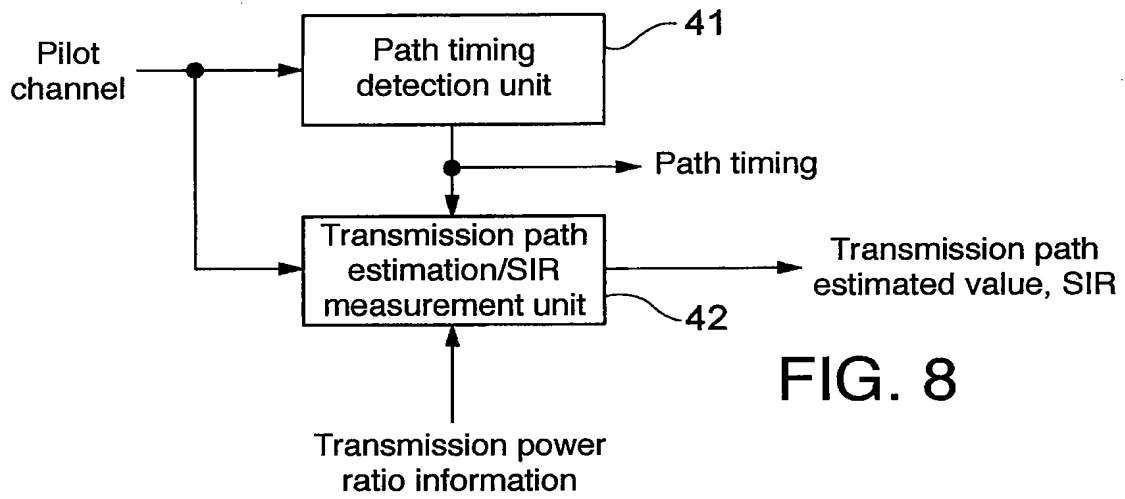 Pilot
channel
Path timing
detection unit
41
Path timing
Transmission path
estimation/SIR
measurement unit
42
Transmission path
estimated value, SIR
FIG. 8
Transmission power
ratio information